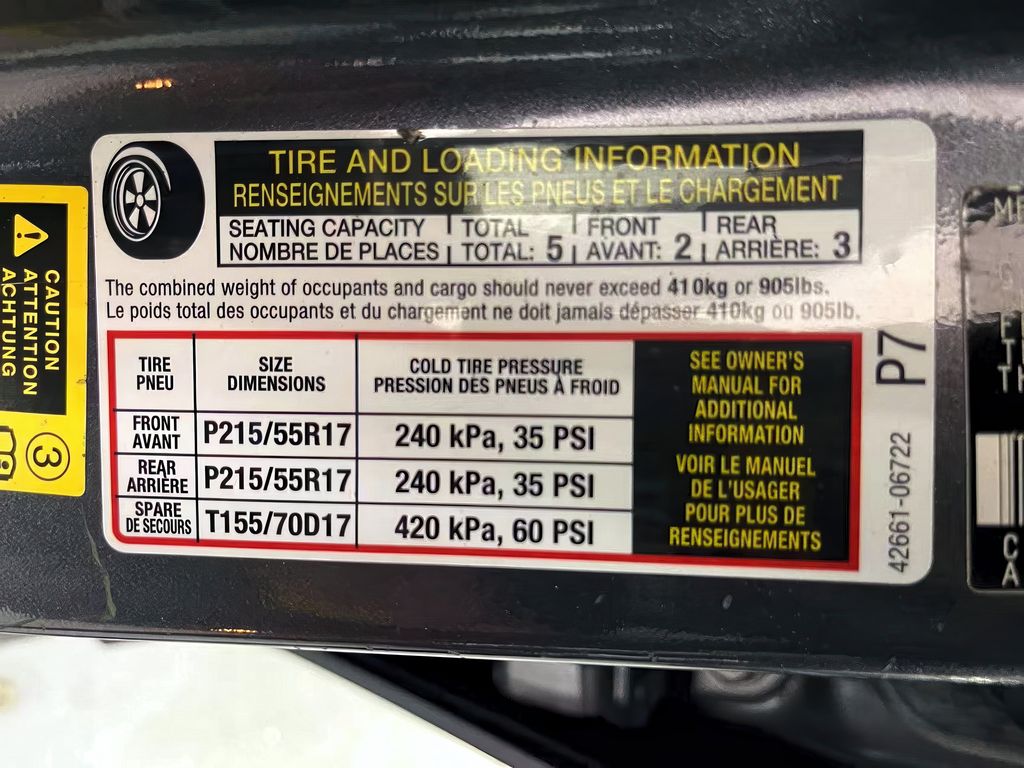 TIRE AND LOADING INFORMATION
RENSEIGNEMENTS SUR LES PNEUS ET LE CHARGEMENT
SEATING CAPACITY TOTAL FRONT REAR
NOMBRE DE PLACES TOTAL: 5 AVANT: 2 ARRIÈRE: 3
The combined weight of occupants and cargo should never exceed 410kg or 905lbs.
Le poids total des occupants et du chargement ne doit jamais dépasser 410kg ou 905lb.
TIRE SIZE COLD TIRE PRESSURE
PNEU DIMENSIONS PRESSION DES PNEUS À FROID
FRONT
AVANT P215/55R17 240 kPa, 35 PSI
REAR
ARRIÈRE P215/55R17 240 kPa, 35 PSI
SPARE
DE SECOURS T155/70D17 420 kPa, 60 PSI
SEE OWNER'S
MANUAL FOR
ADDITIONAL
INFORMATION
VOIR LE MANUEL
DE L'USAGER
POUR PLUS DE
RENSEIGNEMENTS
P7
42661-06722
CAUTION
ATTENTION
ACHTUNG
3